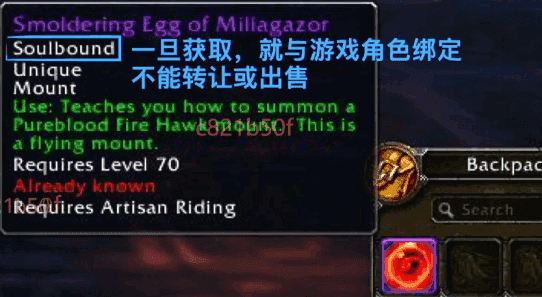 Smoldering Egg of Millagazor
Soulbound
一旦获取，就与游戏角色绑定
不能转让或出售
Unique
Mount
Use: Teaches you how to summon a
Pureblood Fire Hawk mount. This is
a flying mount.
c821b50f
Requires Level 70
Already known
Requires Artisan Riding
Backpac
Search